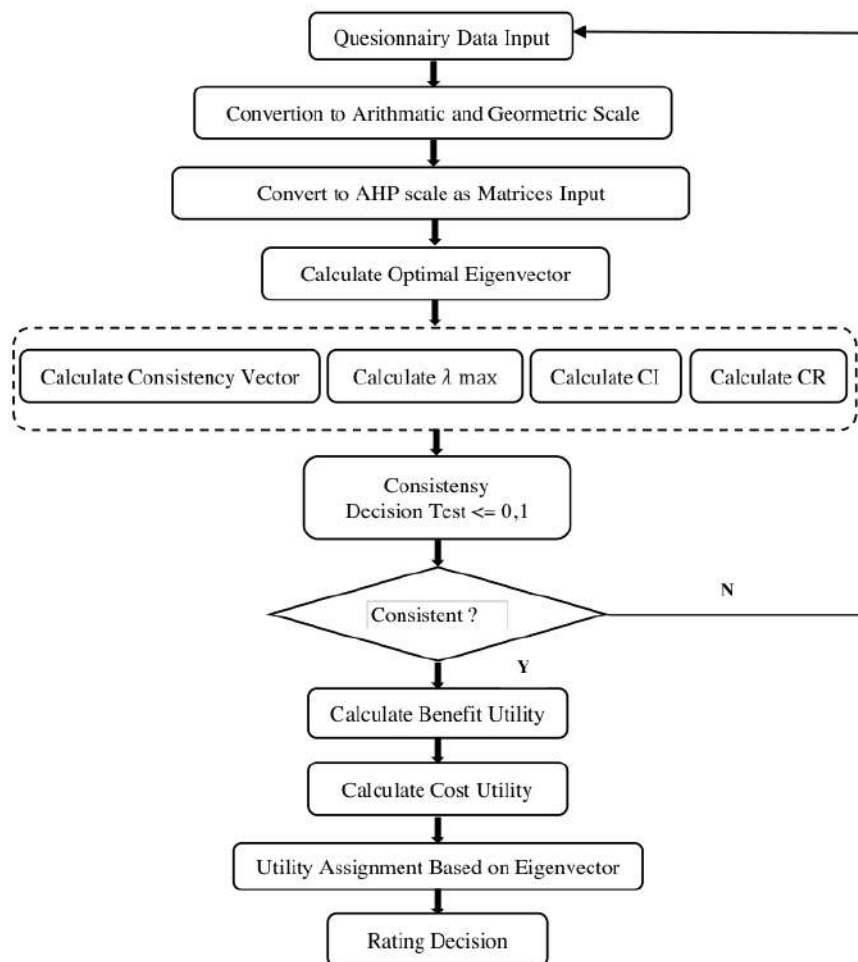 Quesionnairy Data Input
Convertion to Arithmatic and Geormetric Scale
Convert to AHP scale as Matrices Input
Calculate Optimal Eigenvector
Calculate Consistency Vector
Calculate λ max
Calculate CI
Calculate CR
Consistensy
Decision Test <= 0,1
Consistent ?
N
Y
Calculate Benefit Utility
Calculate Cost Utility
Utility Assignment Based on Eigenvector
Rating Decision